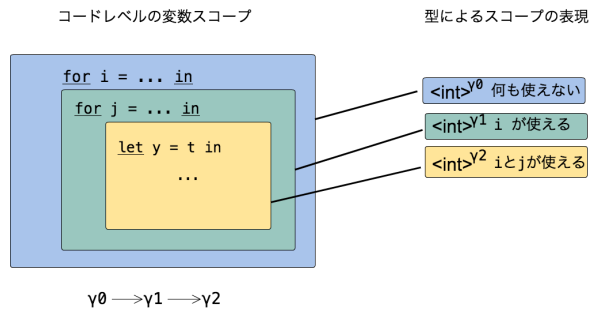 コードレベルの変数スコープ
型によるスコープの表現
for i = ... in
for j = ... in
let y = t in
...
<int>γ0 何も使えない
<int>γ1 i が使える
<int>γ2 iとjが使える
γ0 → γ1 → γ2